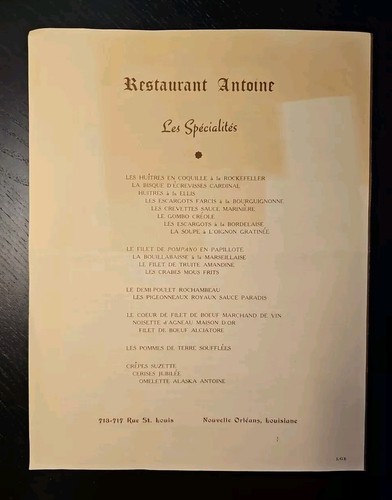 Restaurant Antoine
Les Spécialités
LES HUÎTRES EN COQUILLE à la ROCKEFELLER
LA BISQUE D'ÉCREVISSES CARDINAL
HUITRES à la ELLIS
LES ESCARGOTS FARCIS à la BOURGUIGNONNE
LES CREVETTES SAUCE MARINIÈRE
LE GOMBO CRÉOLE
LES ESCARGOTS à la BORDELAISE
LA SOUPE à L'OIGNON GRATINÉE
LE FILET DE POMPANO EN PAPILLOTE
LA BOUILLABAISSE à la MARSEILLAISE
LE FILET DE TRUITE AMANDINE
LES CRABES MOUS FRITS
LE DEMI-POULET ROCHAMBEAU
LES PIGEONNEAUX ROYAUX SAUCE PARADIS
LE COEUR DE FILET DE BOEUF MARCHAND DE VIN
NOISETTE d'AGNEAU MAISON D'OR
FILET DE BOEUF ALCIATORE
LES POMMES DE TERRE SOUFFLÉES
CRÊPES SUZETTE
CERISES JUBILÉE
OMELETTE ALASKA ANTOINE
713-717 Rue St. Louis Nouvelle Orléans, Louisiane